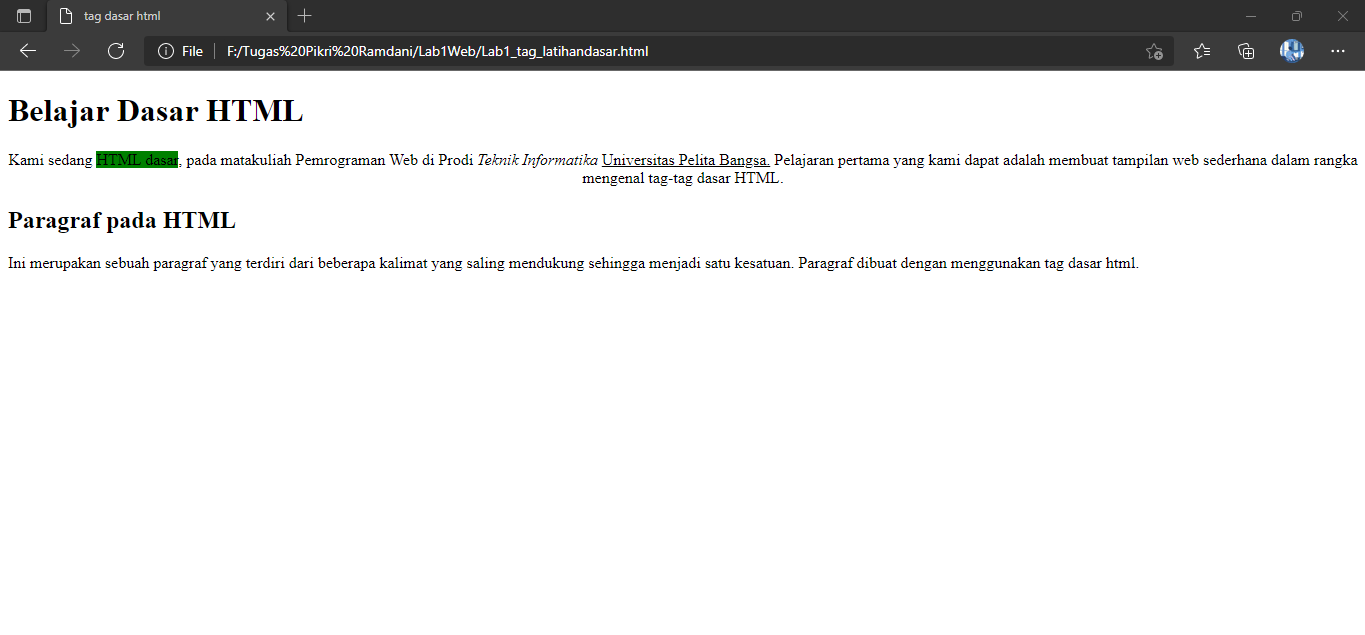 tag dasar html
File F:/Tugas%20Pikri%20Ramdani/Lab1Web/Lab1_tag_latihandasar.html
Belajar Dasar HTML
Kami sedang HTML dasar, pada matakuliah Pemrograman Web di Prodi Teknik Informatika Universitas Pelita Bangsa. Pelajaran pertama yang kami dapat adalah membuat tampilan web sederhana dalam rangka
mengenal tag-tag dasar HTML.
Paragraf pada HTML
Ini merupakan sebuah paragraf yang terdiri dari beberapa kalimat yang saling mendukung sehingga menjadi satu kesatuan. Paragraf dibuat dengan menggunakan tag dasar html.